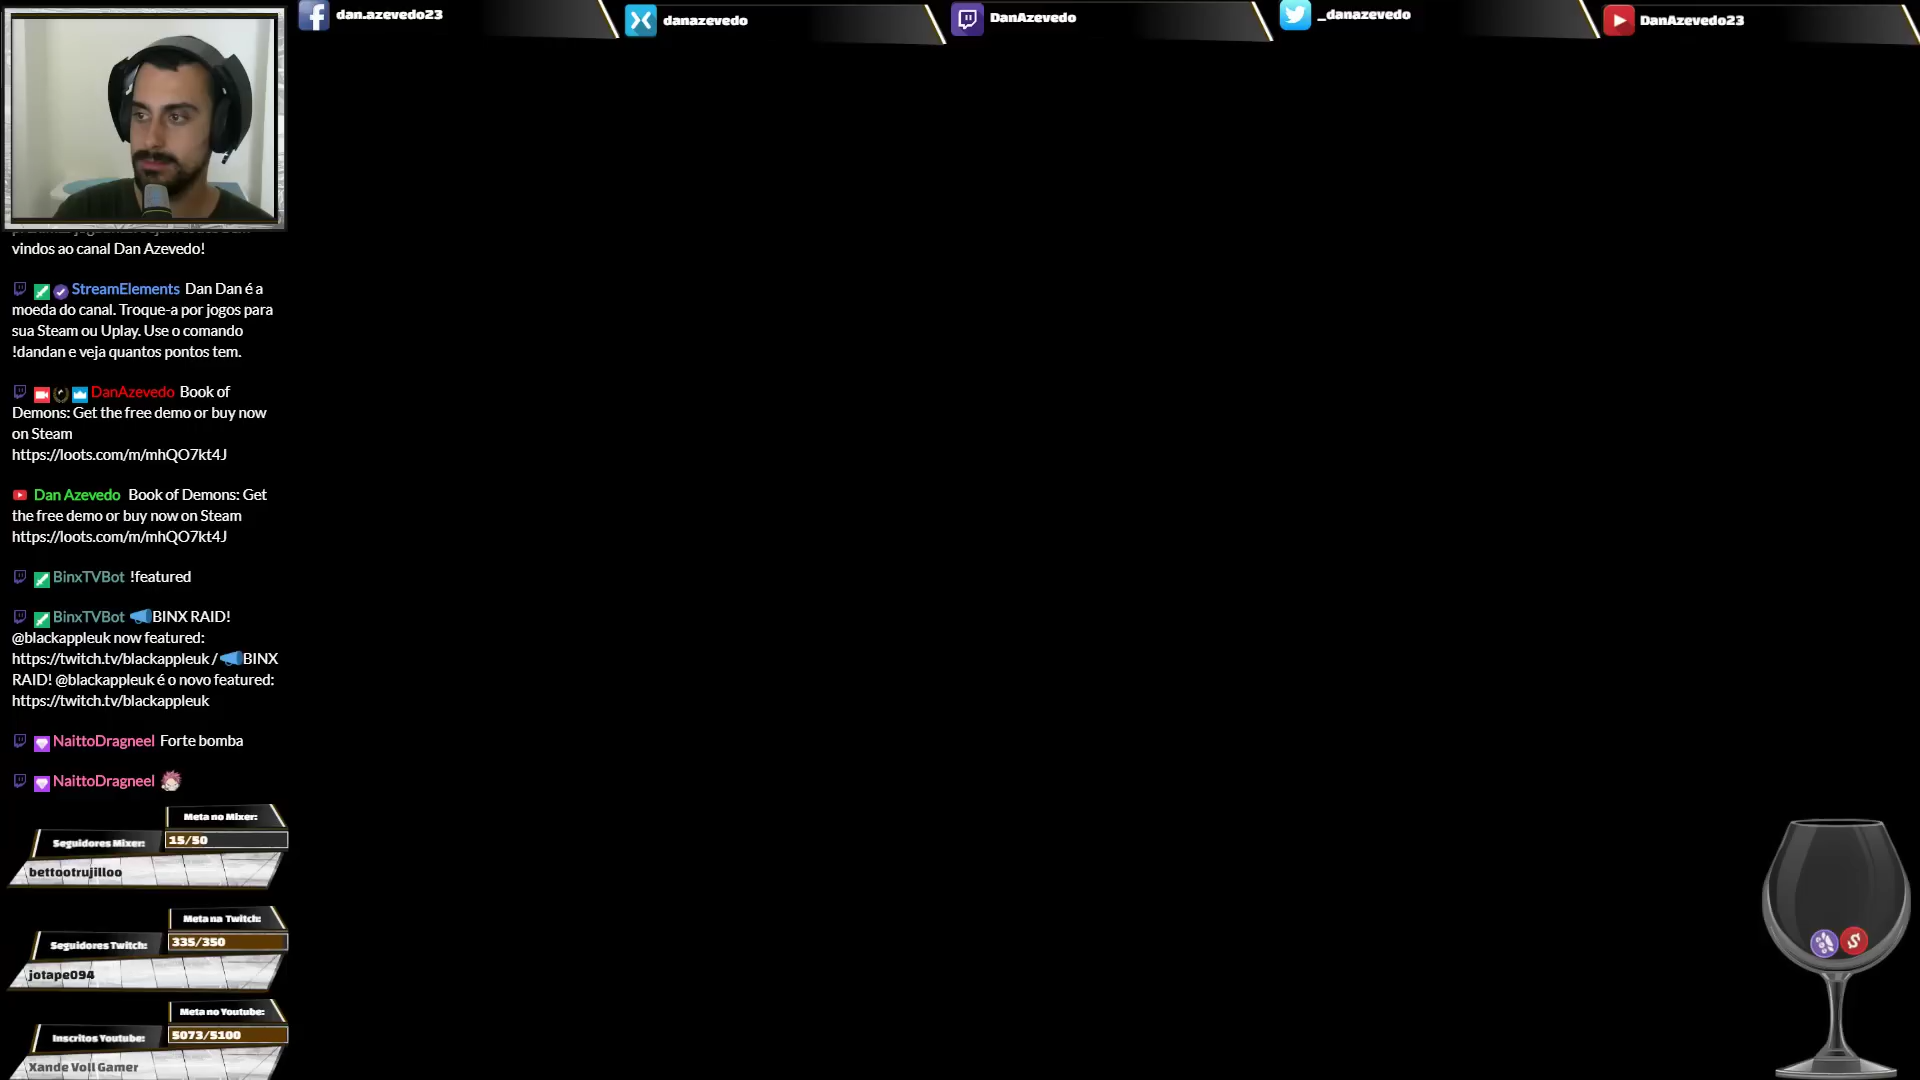 dan.azevedo23
danazevedo
DanAzevedo
_danazevedo
DanAzevedo23
vindos ao canal Dan Azevedo!
StreamElements Dan Dan é a
moeda do canal. Troque-a por jogos para
sua Steam ou Uplay. Use o comando
!dandan e veja quantos pontos tem.
DanAzevedo Book of
Demons: Get the free demo or buy now
on Steam
https://loots.com/m/mhQO7kt4J
Dan Azevedo Book of Demons: Get
the free demo or buy now on Steam
https://loots.com/m/mhQO7kt4J
BinxTVBot !featured
BinxTVBot 📣BINX RAID!
@blackappleuk now featured:
https://twitch.tv/blackappleuk / 📣BINX
RAID! @blackappleuk é o novo featured:
https://twitch.tv/blackappleuk
NaittoDragneel Forte bomba
NaittoDragneel
Meta no Mixer:
Seguidores Mixer: 15/50
bettootrujilloo
Meta na Twitch:
Seguidores Twitch: 335/350
jotape094
Meta no Youtube:
Inscritos Youtube: 5073/5100
Xande Voll Gamer